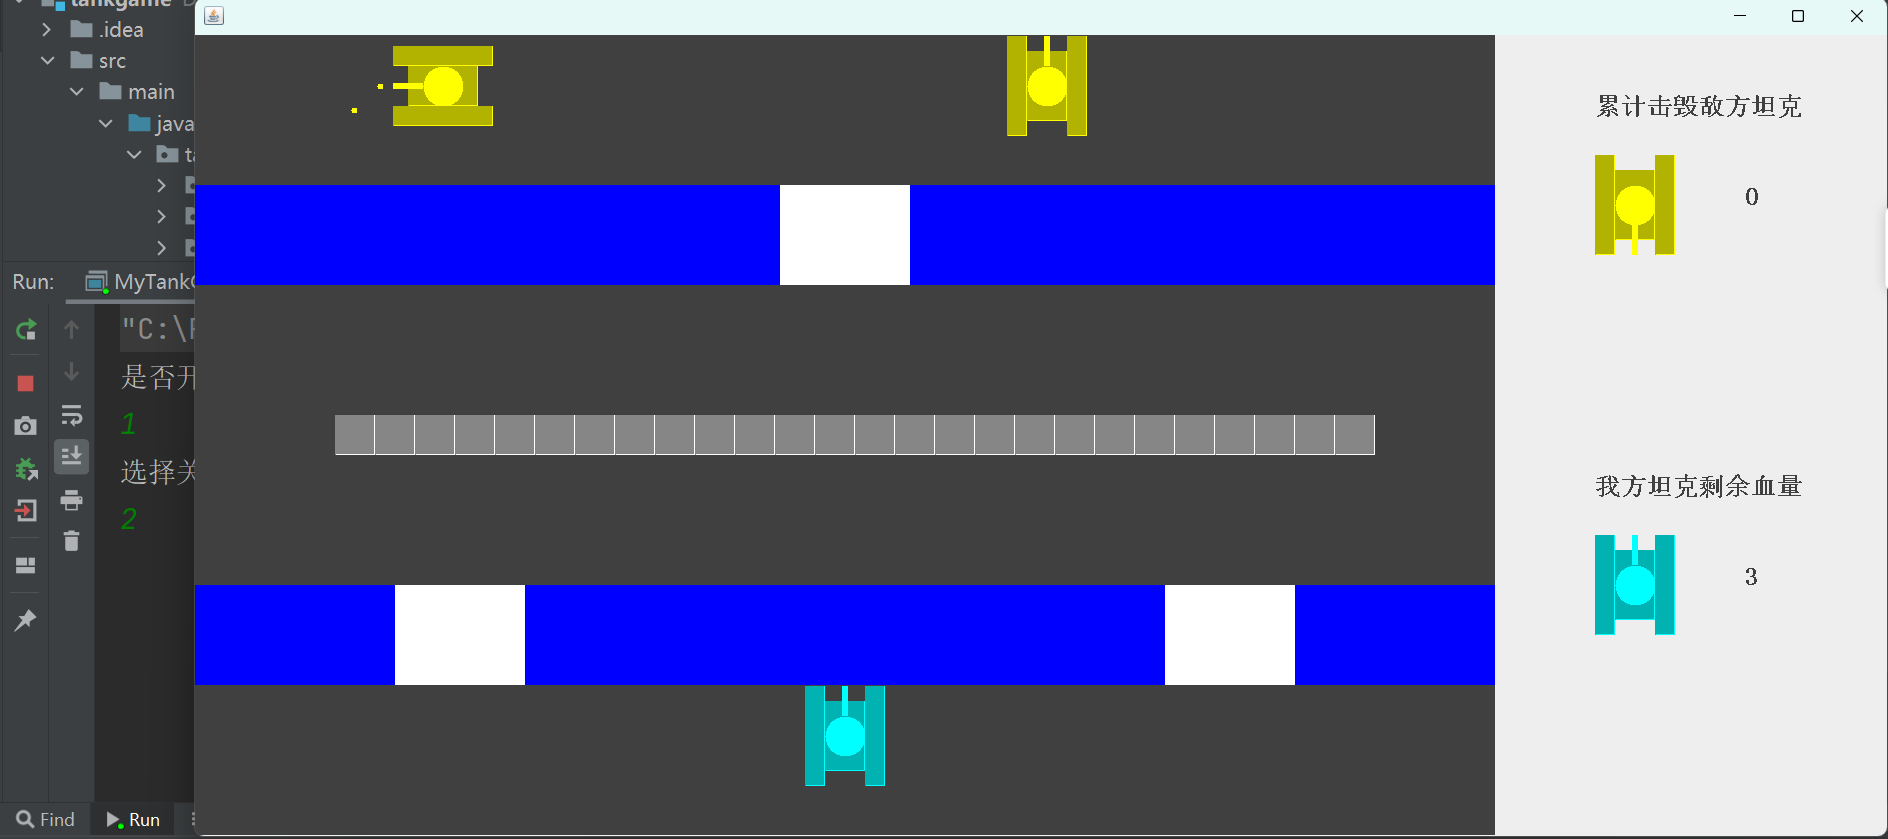 tankgame
.idea
src
main
java
Run:
MyTank
"C:\
是否开
1
选择关
2
Find
Run
累计击毁敌方坦克
0
我方坦克剩余血量
3